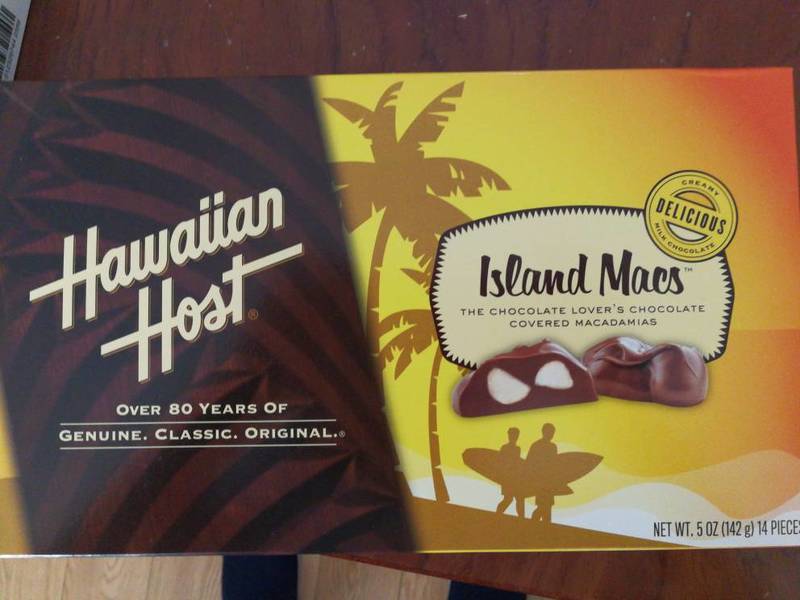 Hawaiian
Host®
OVER 80 YEARS OF
GENUINE. CLASSIC. ORIGINAL.®
CREAMY
DELICIOUS
MILK CHOCOLATE
Island Macs™
THE CHOCOLATE LOVER'S CHOCOLATE
COVERED MACADAMIAS
NET WT. 5 OZ (142 g) 14 PIECES